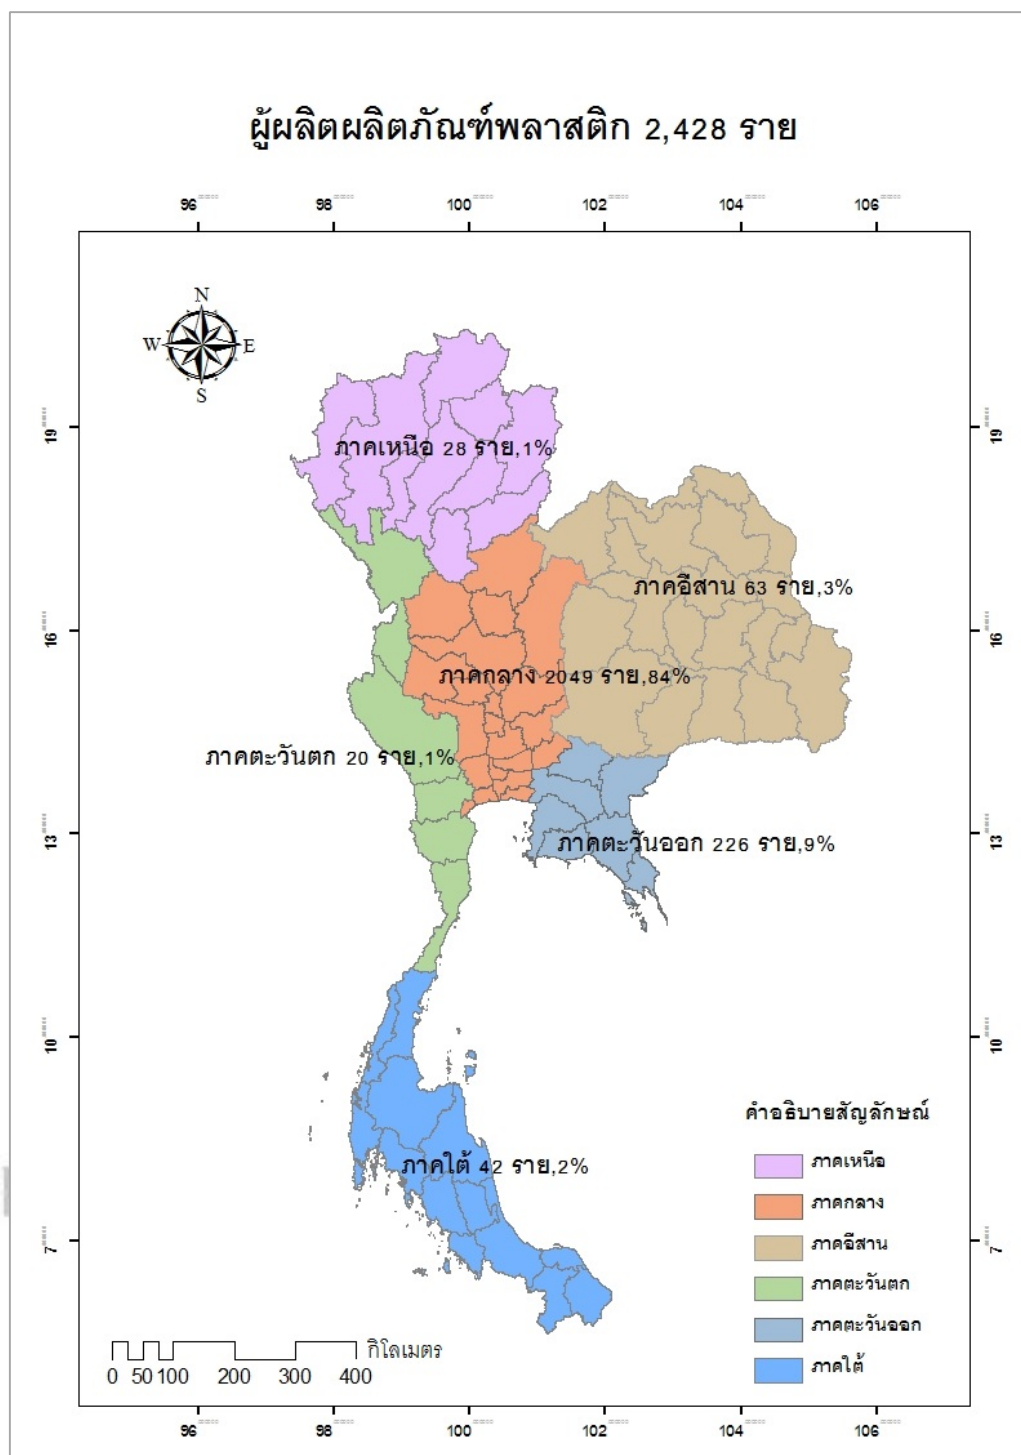 ผู้ผลิตผลิตภัณฑ์พลาสติก 2,428 ราย
96 98 100 102 104 106
N
W E
S
19 19
ภาคเหนือ 28 ราย,1%
ภาคอีสาน 63 ราย,3%
16 16
ภาคกลาง 2049 ราย,84%
ภาคตะวันตก 20 ราย,1%
13 13
ภาคตะวันออก 226 ราย,9%
10 10
คำอธิบายสัญลักษณ์
ภาคเหนือ
ภาคใต้ 42 ราย,2%
ภาคกลาง
7 7
ภาคอีสาน
ภาคตะวันตก
ภาคตะวันออก
ภาคใต้
กิโลเมตร
0 50 100 200 300 400
96 98 100 102 104 106